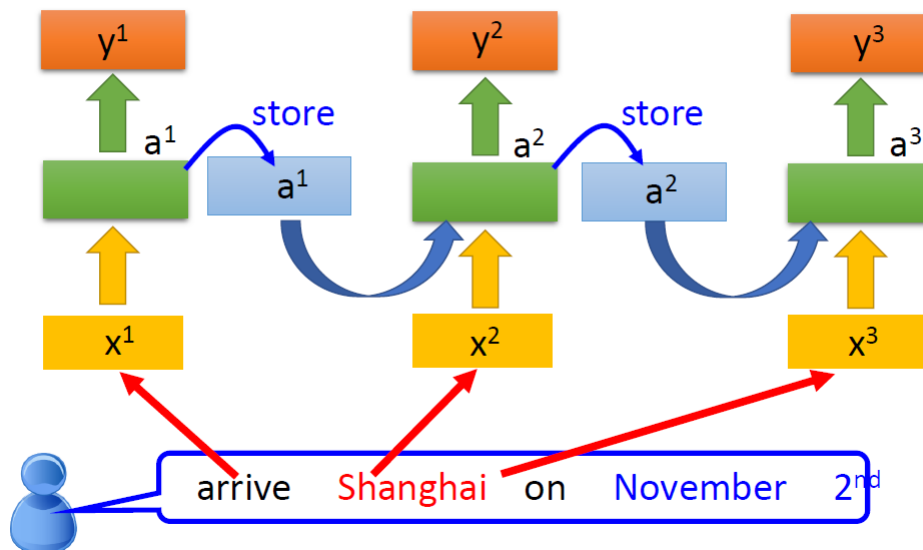 y¹ y² y³
store store
a¹ a² a³
a¹ a²
x¹ x² x³
arrive Shanghai on November 2nd